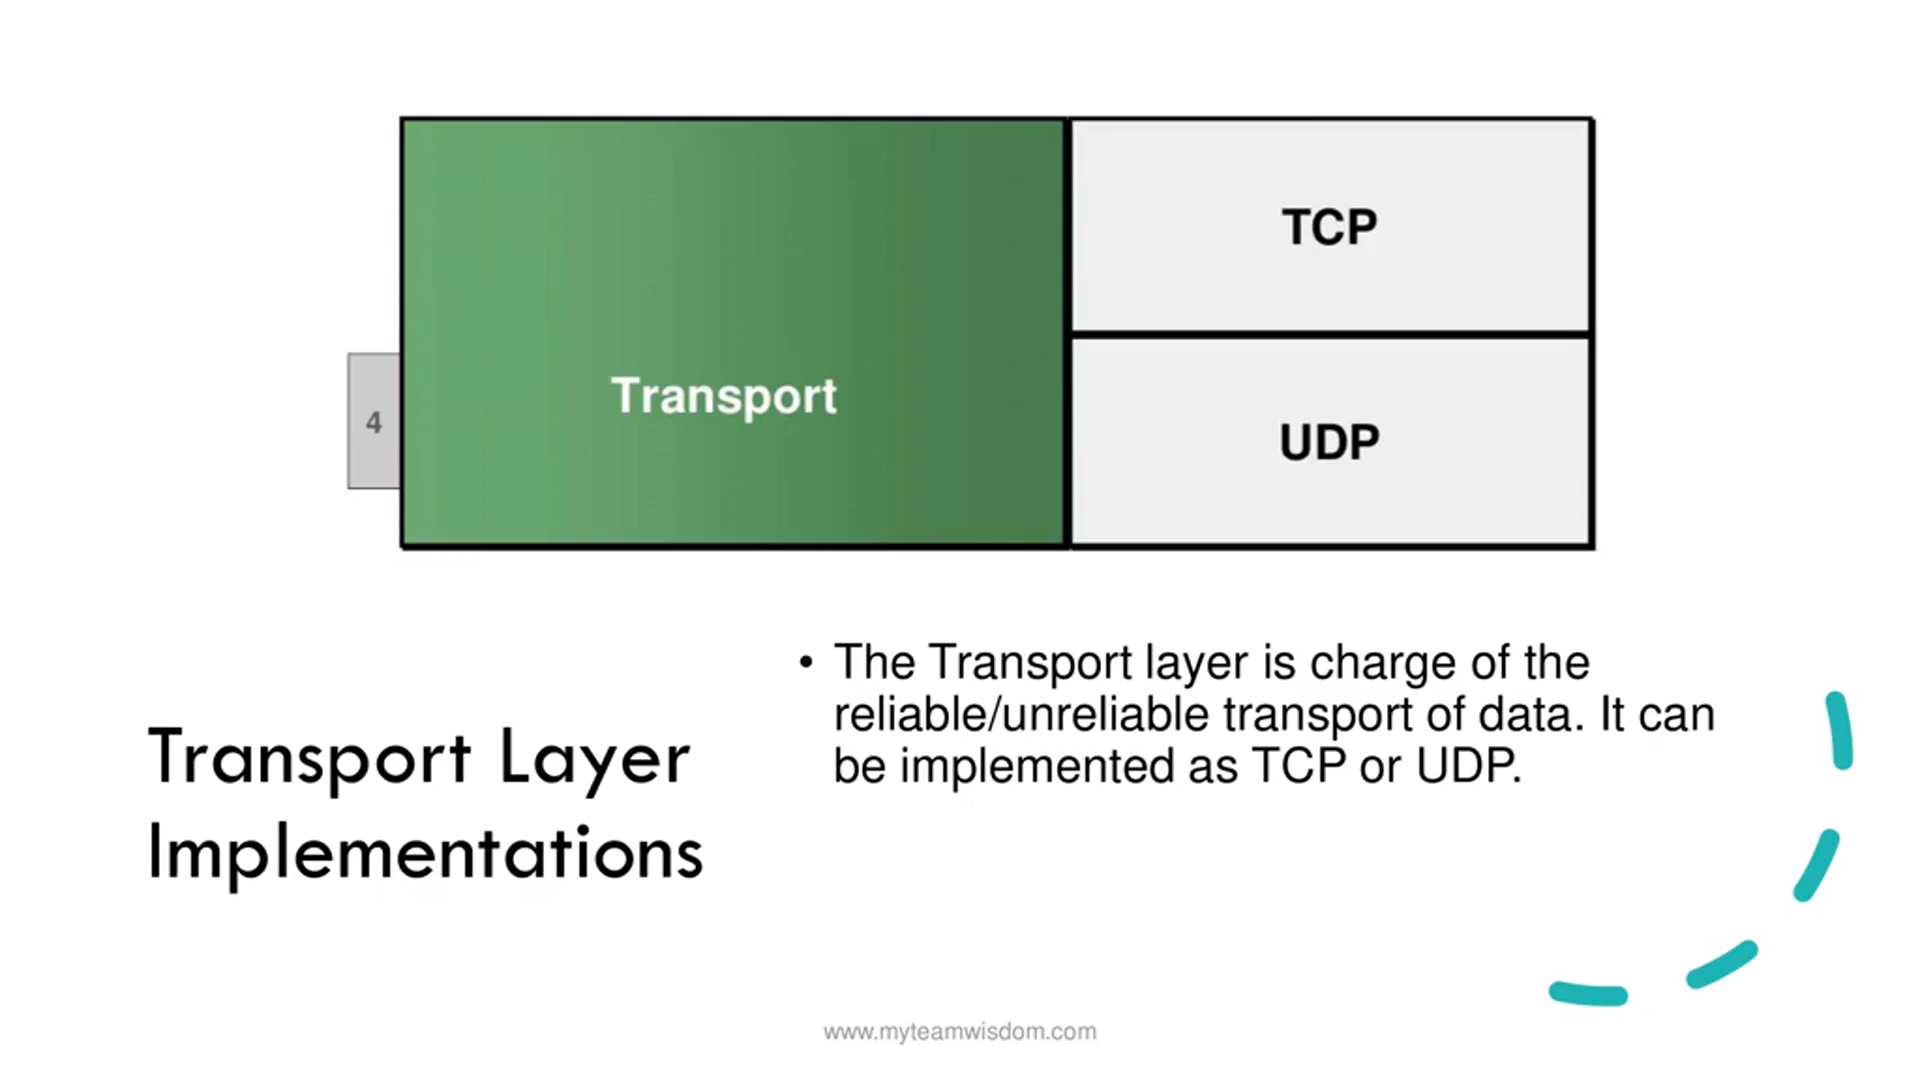 TCP
Transport
4
UDP
• The Transport layer is charge of the
reliable/unreliable transport of data. It can
be implemented as TCP or UDP.
Transport Layer
Implementations
www.myteamwisdom.com